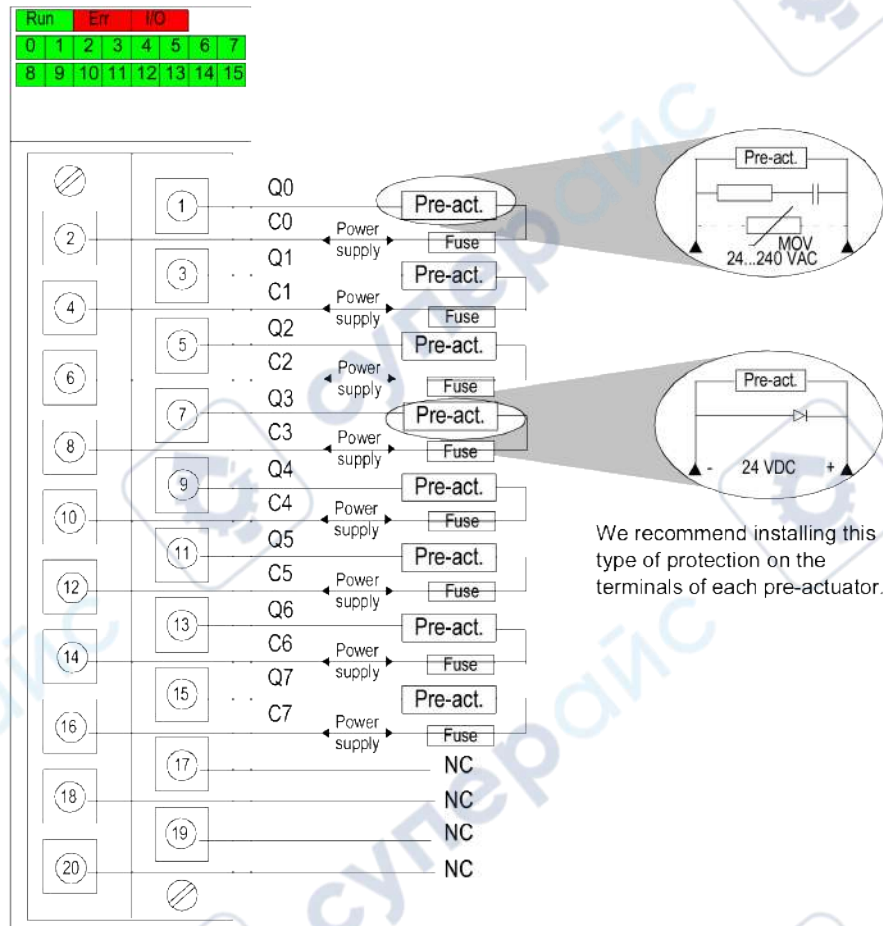 Run Err I/O
0 1 2 3 4 5 6 7
8 9 10 11 12 13 14 15
1 Q0 Pre-act.
2 C0 Power supply Fuse
3 Q1 Pre-act.
4 C1 Power supply Fuse
5 Q2 Pre-act.
6 C2 Power supply Fuse
7 Q3 Pre-act.
8 C3 Power supply Fuse
9 Q4 Pre-act.
10 C4 Power supply Fuse
11 Q5 Pre-act.
12 C5 Power supply Fuse
13 Q6 Pre-act.
14 C6 Power supply Fuse
15 Q7 Pre-act.
16 C7 Power supply Fuse
17 NC
18 NC
19 NC
20 NC
Pre-act.
MOV
24...240 VAC
Pre-act.
- 24 VDC +
We recommend installing this
type of protection on the
terminals of each pre-actuator.
суперайс
суперайс